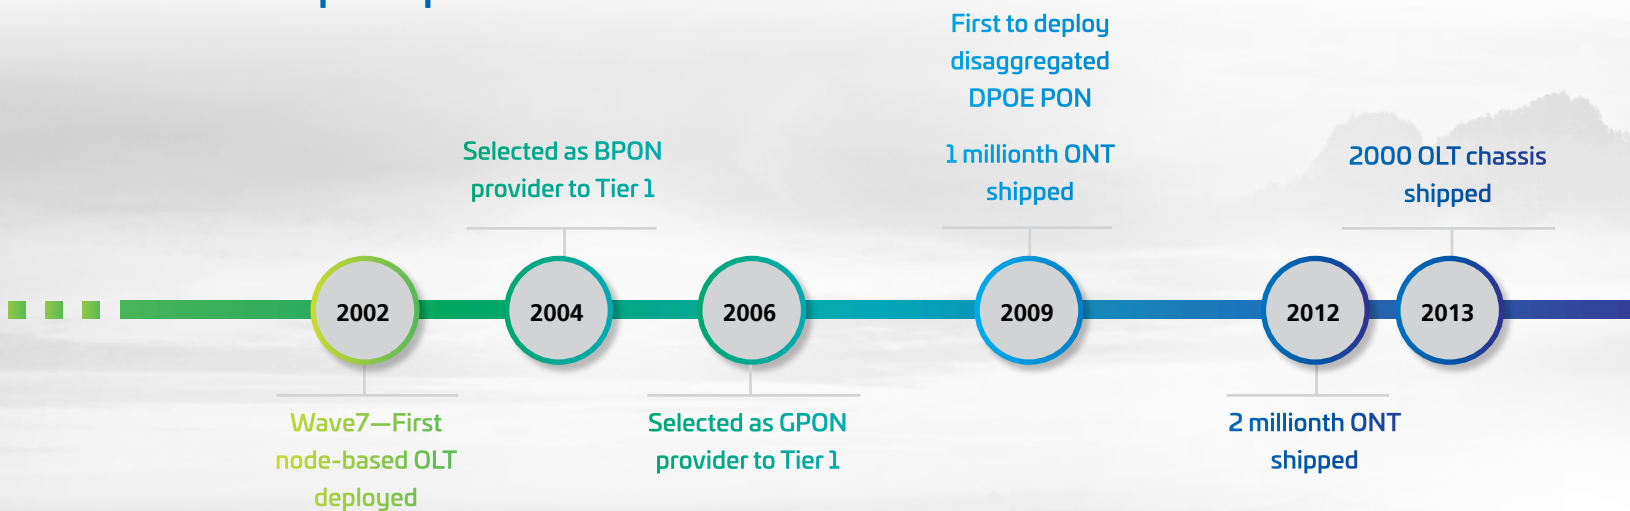 First to deploy
disaggregated
DPOE PON
1 millionth ONT
shipped
Selected as BPON
provider to Tier 1
2000 OLT chassis
shipped
2002
2004
2006
2009
2012
2013
Wave7—First
node-based OLT
deployed
Selected as GPON
provider to Tier 1
2 millionth ONT
shipped